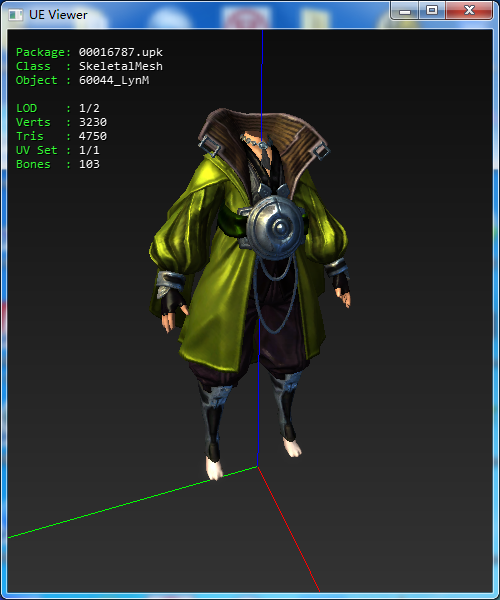 UE Viewer
Package: 00016787.upk
Class : SkeletalMesh
Object : 60044_LynM
LOD : 1/2
Verts : 3230
Tris : 4750
UV Set : 1/1
Bones : 103